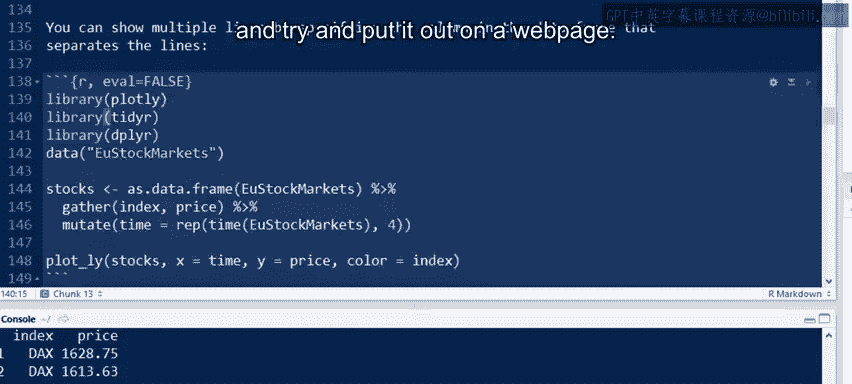 134
135 You can show multiple
and try and put it out on a webpage.
that
136 separates the lines:
137
138 ```{r, eval=FALSE}
139 library(plotly)
140 library(tidyr)
141 library(dplyr)
142 data("EuStockMarkets")
143
144 stocks <- as.data.frame(EuStockMarkets) %>%
145 gather(index, price) %>%
146 mutate(time = rep(time(EuStockMarkets), 4))
147
148 plot_ly(stocks, x = time, y = price, color = index)
149 ```
140:15 Chunk 13 R Markdown
Console ~/
index price
1 DAX 1628.75
2 DAX 1613.63